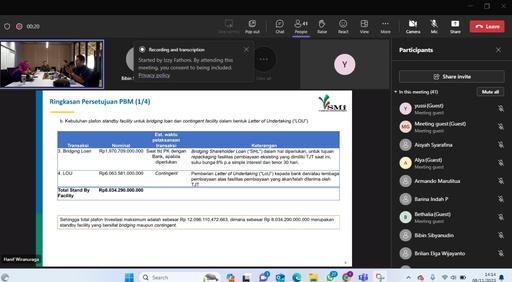 00:20
Pop out
Chat
41
People
Raise
React
View
More
Camera
Mic
Share
Leave
Recording and transcription
Started by Izzy Fathoni. By attending this
meeting, you consent to being included.
Privacy policy
Bibin S
View all
Y
Hanif Wiranuraga
Ringkasan Persetujuan PBM (1/4)
SMI
b. Kebutuhan plafon standby facility untuk bridging loan dan contingent facility dalam bentuk Letter of Undertaking ("LOU").
Transaksi
Nominal
Est. waktu
pelaksanaan
transaksi
Keterangan
3. Bridging Loan
Rp1.970.709.000.000
Saat ttd PK dengan
Bank, apabila
diperlukan
Bridging Shareholder Loan ("SHL") dalam hal diperlukan, untuk tujuan
repackaging fasilitas pembiayaan eksisting yang dimiliki TJT saat ini,
suku bunga 8% p.a simple interest dan tenor 30 hari.
4. LOU
Rp6.063.581.000.000
Contingent
Pemberian Letter of Undertaking ("LoU") kepada bank dan/atau lembaga
pembiayaan atas fasilitas pembiayaan yang akan/telah diterima oleh
TJT
Total Stand By
Facility
Rp8.034.290.000.000
Sehingga total plafon Investasi maksimum adalah sebesar Rp 12.096.110.472.663, dimana sebesar Rp 8.034.290.000.000 merupakan
standby facility yang bersifat bridging maupun contingent.
Participants
Share invite
In this meeting (41)
Mute all
yussi (Guest)
Meeting guest (Guest)
Aisyah Syarafina
Alya (Guest)
Meeting guest (Guest)
Armando Marulitua
Barina Indah P
Bethalia (Guest)
Meeting guest (Guest)
Bibin Sibyanudin
Brilian Elga Wijayanto
Search
14:14
08/11/2023